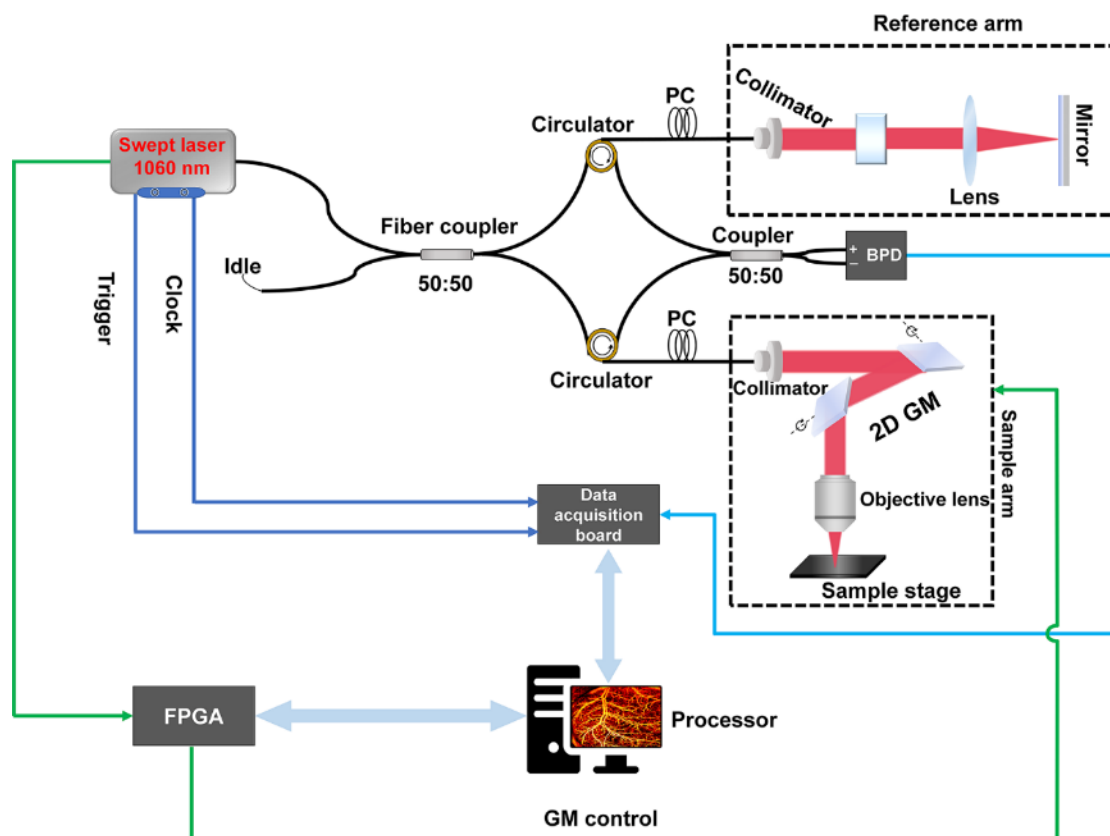 Reference arm
PC
Collimator
Mirror
Circulator
Swept laser
1060 nm
Lens
Fiber coupler
Coupler
BPD
+
−
Idle
50:50
50:50
Trigger
Clock
PC
Circulator
Collimator
2D GM
Sample arm
Objective lens
Data
acquisition
board
Sample stage
FPGA
Processor
GM control